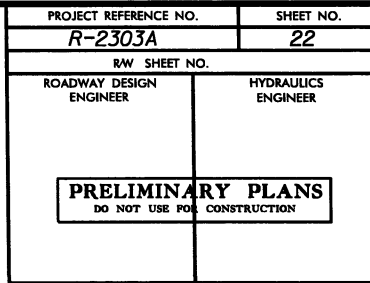 PROJECT REFERENCE NO. SHEET NO.
R-2303A 22
RW SHEET NO.
ROADWAY DESIGN ENGINEER
HYDRAULICS ENGINEER
PRELIMINARY PLANS
DO NOT USE FOR CONSTRUCTION